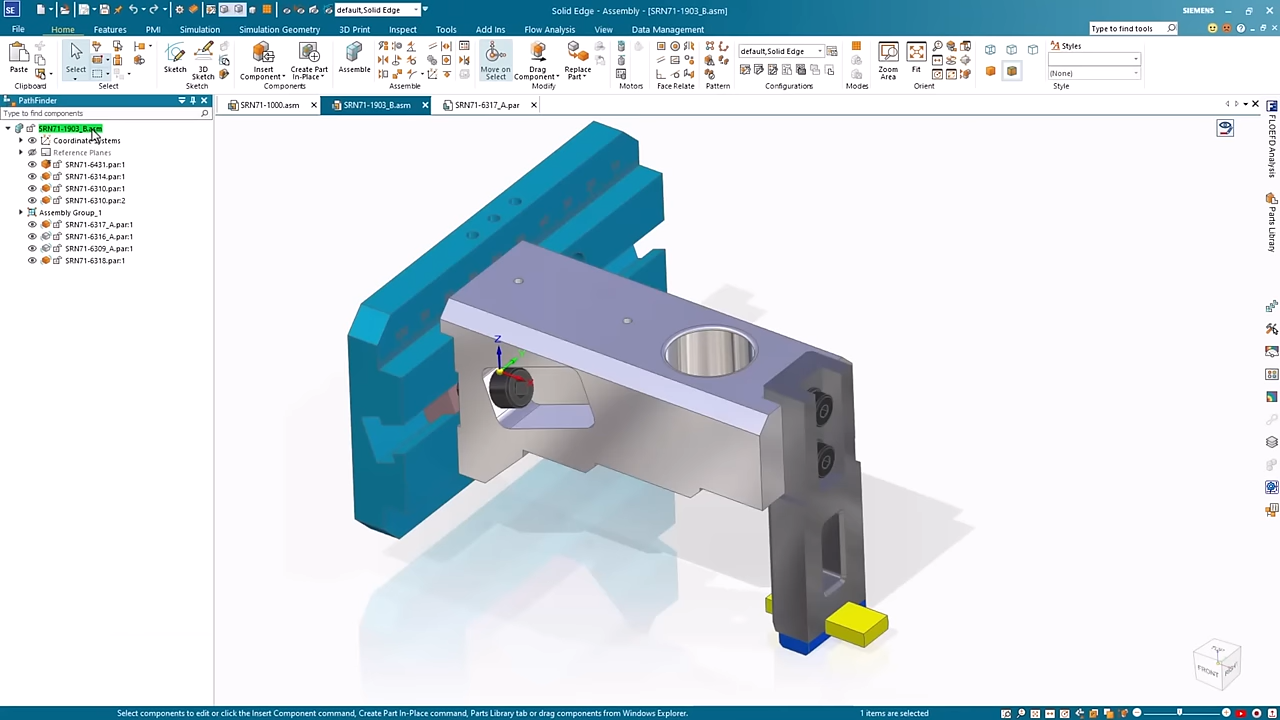 SE
default,Solid Edge
Solid Edge - Assembly - [SRN71-1903_B.asm]
SIEMENS
File
Home
Features
PMI
Simulation
Simulation Geometry
3D Print
Inspect
Tools
Add Ins
Flow Analysis
View
Data Management
Type to find tools
Paste
Select
Sketch
3D Sketch
Insert Component
Create Part In-Place
Assembly
Move on Select
Drag Component
Replace Part
default,Solid Edge
Zoom Area
Fit
Styles
(None)
Clipboard
Select
Sketch
Components
Assemble
Modify
Motors
Face Relate
Pattern
Configurations
Modes
Orient
Style
PathFinder
Type to find components
SRN71-1000.asm
SRN71-1903_B.asm
SRN71-6317_A.par
SRN71-1903_B.asm
Coordinate Systems
Reference Planes
SRN71-6431.par:1
SRN71-6314.par:1
SRN71-6310.par:1
SRN71-6310.par:2
Assembly Group_1
SRN71-6317_A.par:1
SRN71-6316_A.par:1
SRN71-6309_A.par:1
SRN71-6318.par:1
Z
FLOEFD Analysis
Parts Library
FRONT
Select components to edit or click the Insert Component command, Create Part In-Place command, Parts Library tab or drag components from Windows Explorer.
1 items are selected